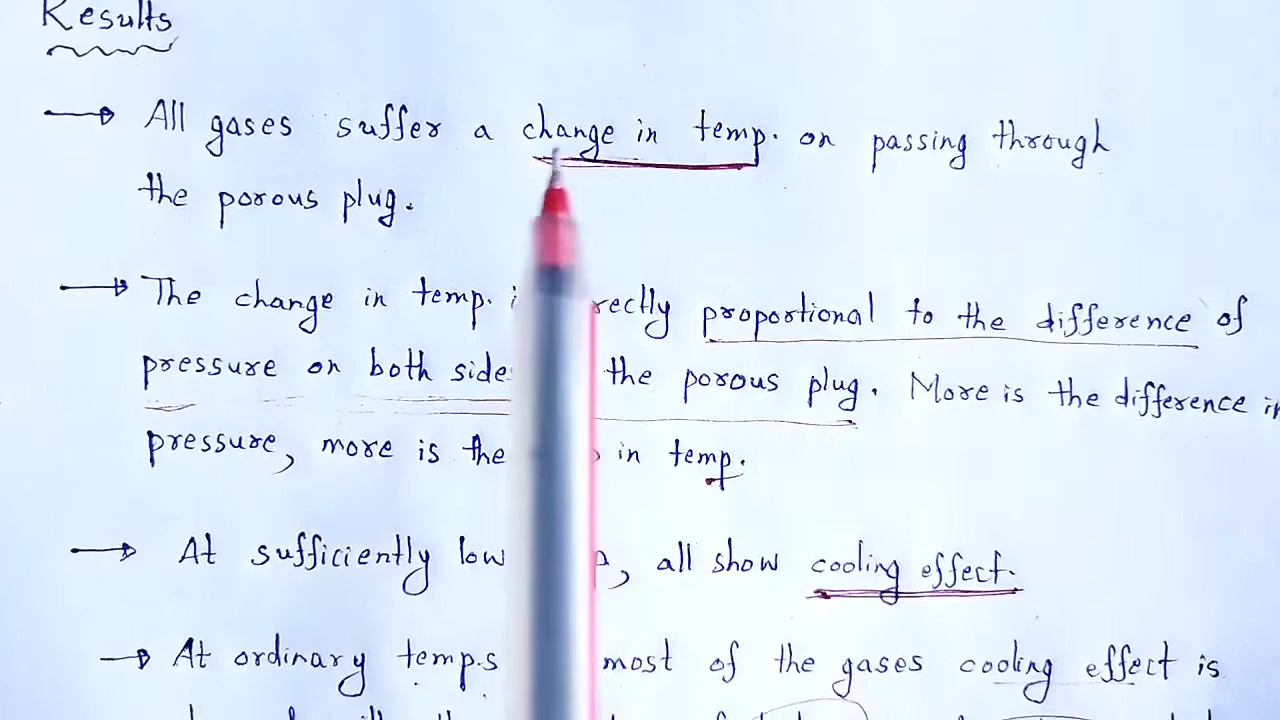 Results
→ All gases suffer a change in temp. on passing through
the porous plug.
→ The change in temp. proportional to the difference of
pressure on both the porous plug. More is the difference in
pressure, more is the in temp.
→ At sufficiently low , all show cooling effect.
→ At ordinary temp.s most of the gases cooling effect is